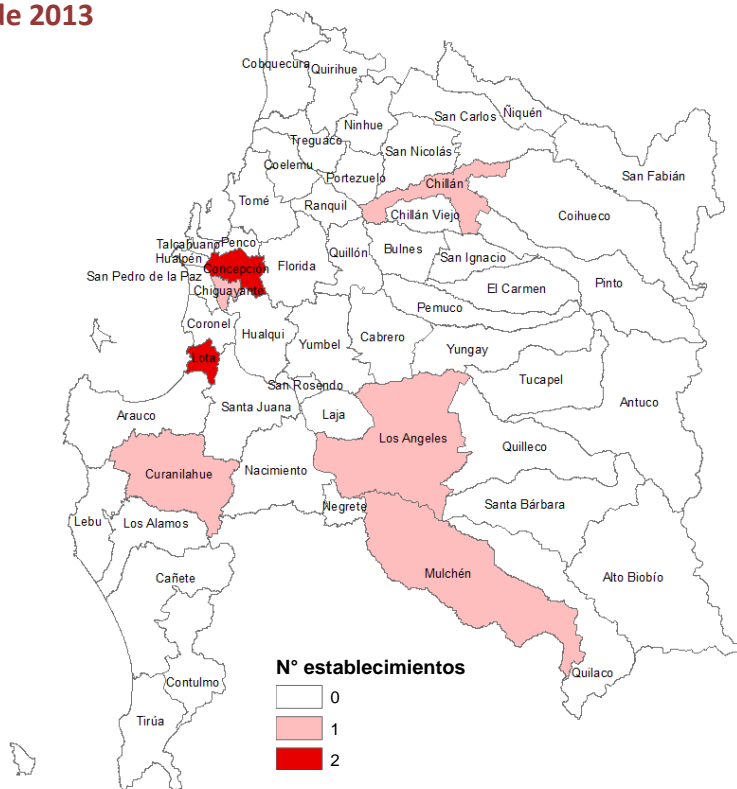 de 2013
Cobquecura
Quirihue
Ninhue
San Carlos
Ñiquén
Treguaco
San Nicolás
Coelemu
Portezuelo
San Fabián
Chillán
Tomé
Ranquil
Chillán Viejo
Coihueco
Talcahuano
Penco
Hualpén
Concepción
Florida
Quillón
Bulnes
San Ignacio
San Pedro de la Paz
Chiguayante
El Carmen
Pinto
Pemuco
Coronel
Hualqui
Yumbel
Cabrero
Yungay
Lota
Tucapel
San Rosendo
Antuco
Arauco
Santa Juana
Laja
Los Angeles
Quilleco
Curanilahue
Nacimiento
Negrete
Santa Bárbara
Lebu
Los Alamos
Mulchén
Alto Biobío
Cañete
Quilaco
Contulmo
Tirúa
N° establecimientos
0
1
2